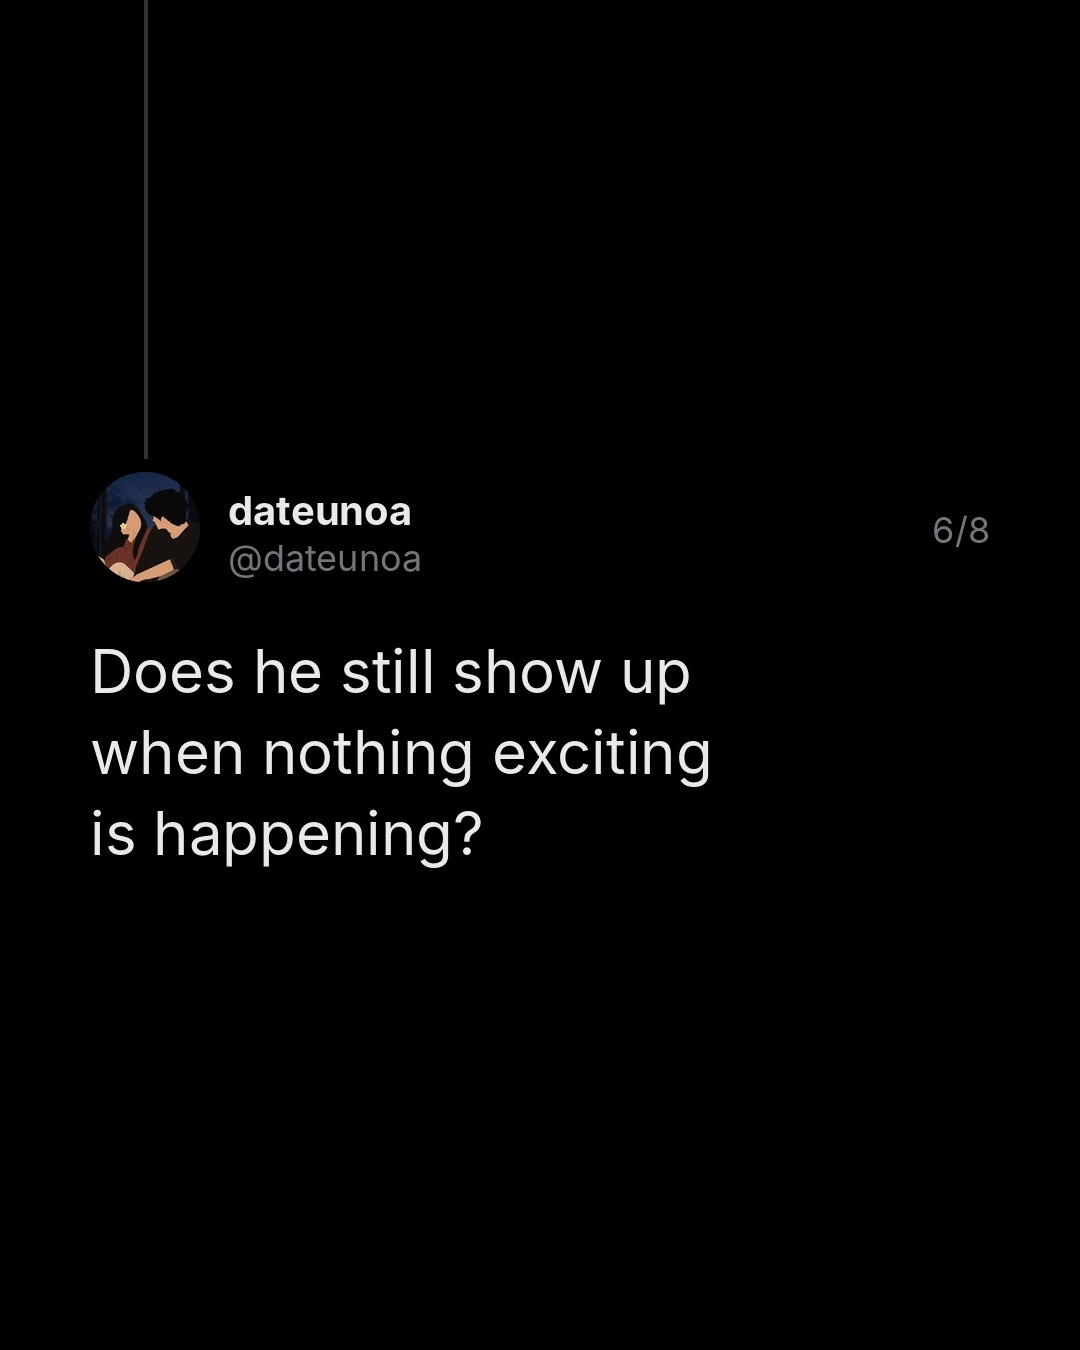 dateunoa
@dateunoa
6/8
Does he still show up
when nothing exciting
is happening?